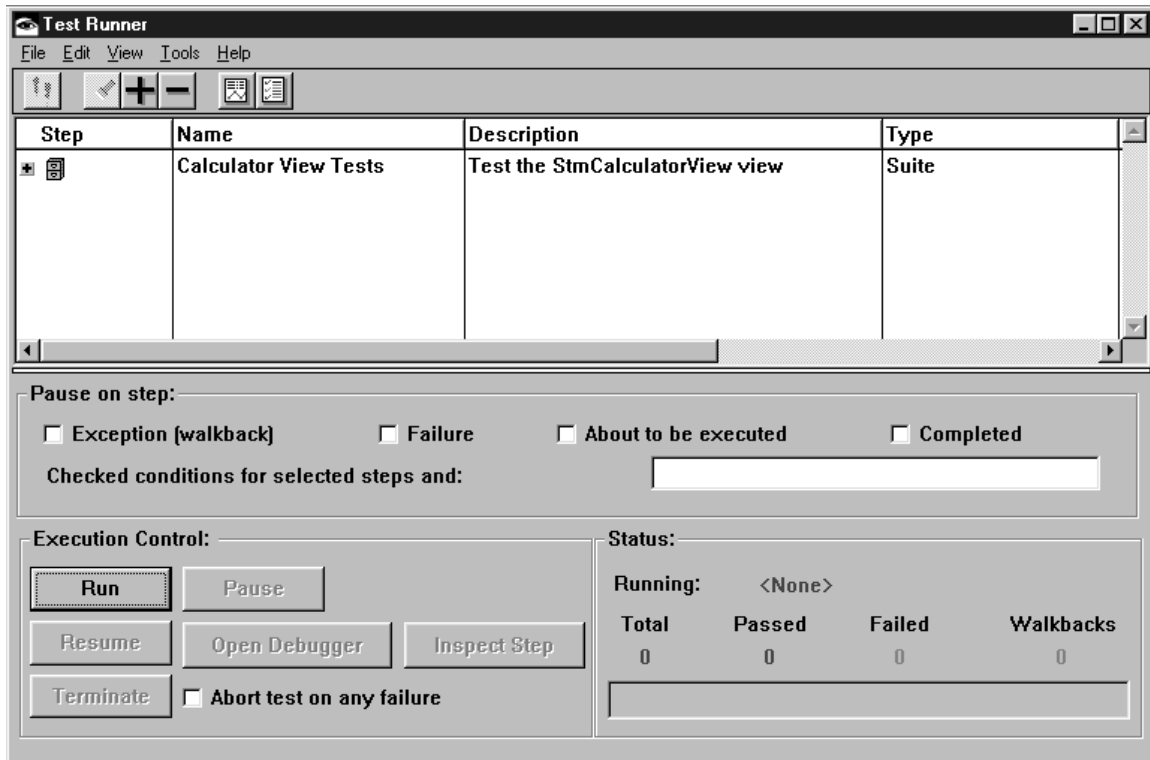 Test Runner
File Edit View Tools Help
Step Name Description Type
Calculator View Tests Test the StmCalculatorView view Suite
Pause on step:
Exception (walkback) Failure About to be executed Completed
Checked conditions for selected steps and:
Execution Control:
Run Pause
Resume Open Debugger Inspect Step
Terminate Abort test on any failure
Status:
Running: <None>
Total Passed Failed Walkbacks
0 0 0 0